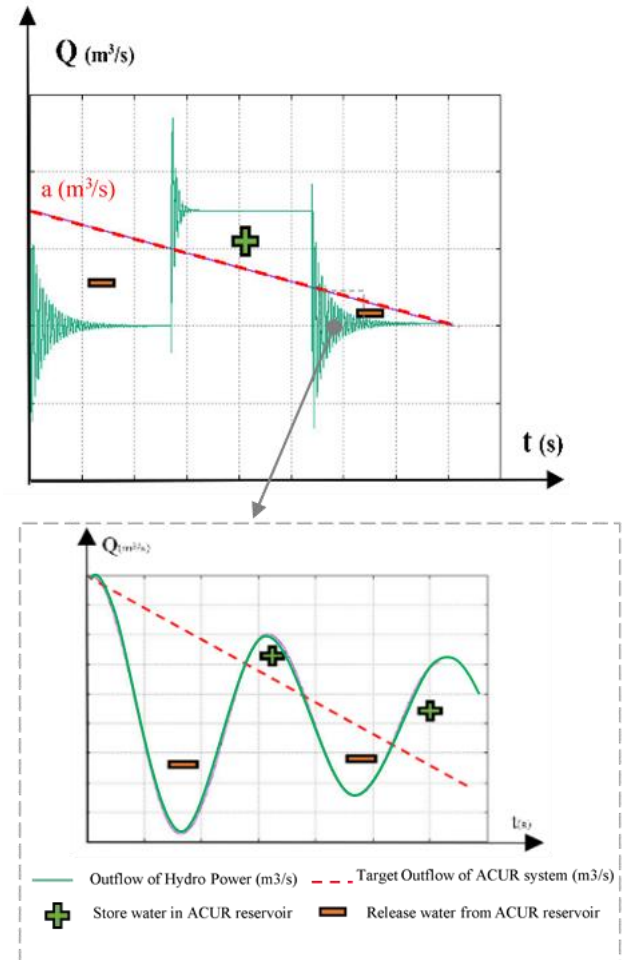 Q (m³/s)
a (m³/s)
t (s)
Q(m³/s)
t(s)
Outflow of Hydro Power (m3/s)
Target Outflow of ACUR system (m3/s)
Store water in ACUR reservoir
Release water from ACUR reservoir